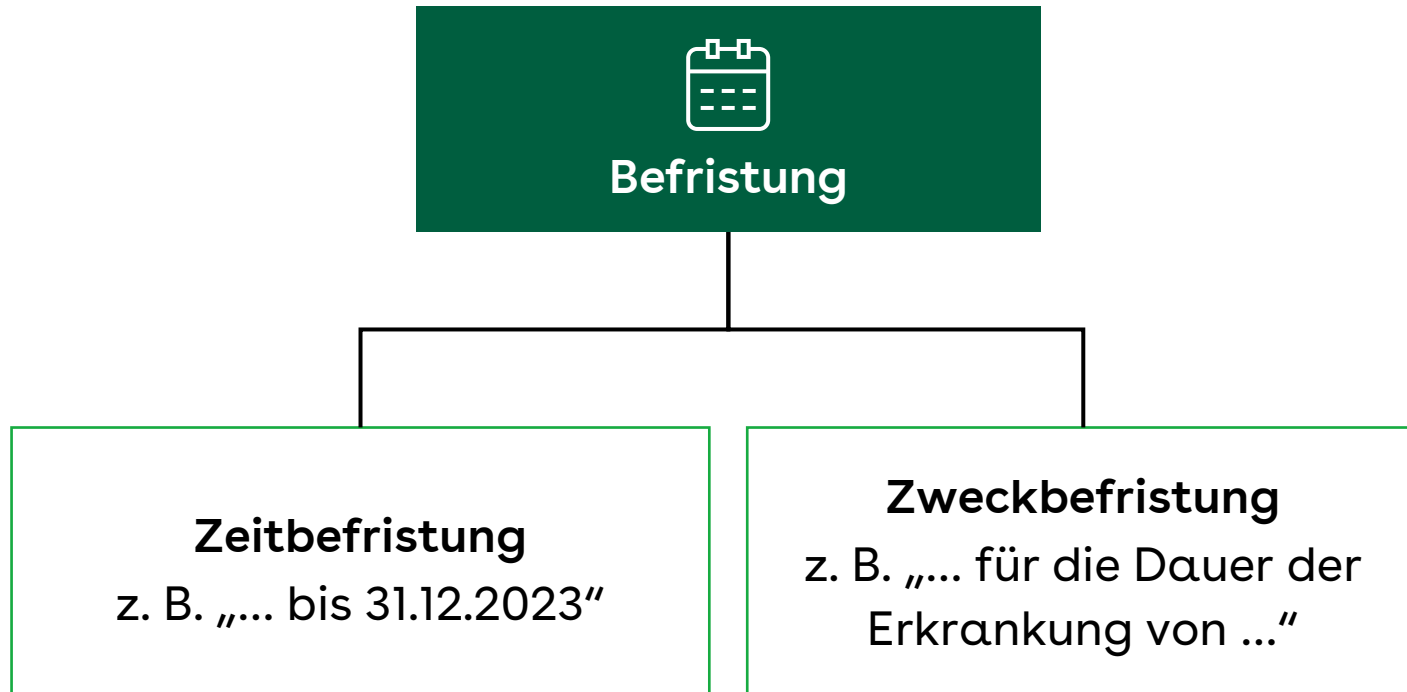 Befristung
Zeitbefristung
z. B. „... bis 31.12.2023“
Zweckbefristung
z. B. „... für die Dauer der
Erkrankung von ...“